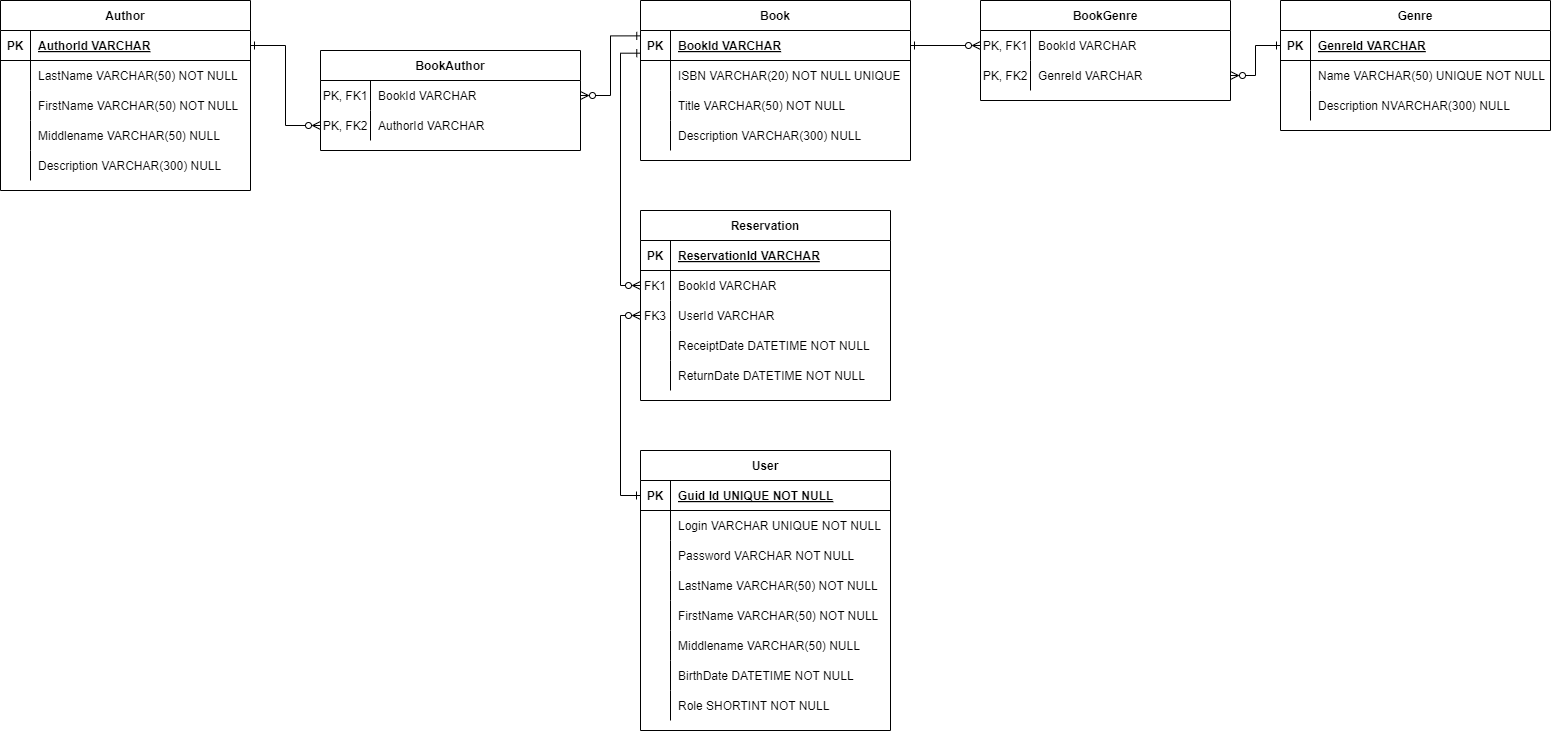 Author
PK AuthorId VARCHAR
LastName VARCHAR(50) NOT NULL
FirstName VARCHAR(50) NOT NULL
Middlename VARCHAR(50) NULL
Description VARCHAR(300) NULL
BookAuthor
PK, FK1 BookId VARCHAR
PK, FK2 AuthorId VARCHAR
Book
PK BookId VARCHAR
ISBN VARCHAR(20) NOT NULL UNIQUE
Title VARCHAR(50) NOT NULL
Description VARCHAR(300) NULL
BookGenre
PK, FK1 BookId VARCHAR
PK, FK2 GenreId VARCHAR
Genre
PK GenreId VARCHAR
Name VARCHAR(50) UNIQUE NOT NULL
Description NVARCHAR(300) NULL
Reservation
PK ReservationId VARCHAR
FK1 BookId VARCHAR
FK3 UserId VARCHAR
ReceiptDate DATETIME NOT NULL
ReturnDate DATETIME NOT NULL
User
PK Guid Id UNIQUE NOT NULL
Login VARCHAR UNIQUE NOT NULL
Password VARCHAR NOT NULL
LastName VARCHAR(50) NOT NULL
FirstName VARCHAR(50) NOT NULL
Middlename VARCHAR(50) NULL
BirthDate DATETIME NOT NULL
Role SHORTINT NOT NULL